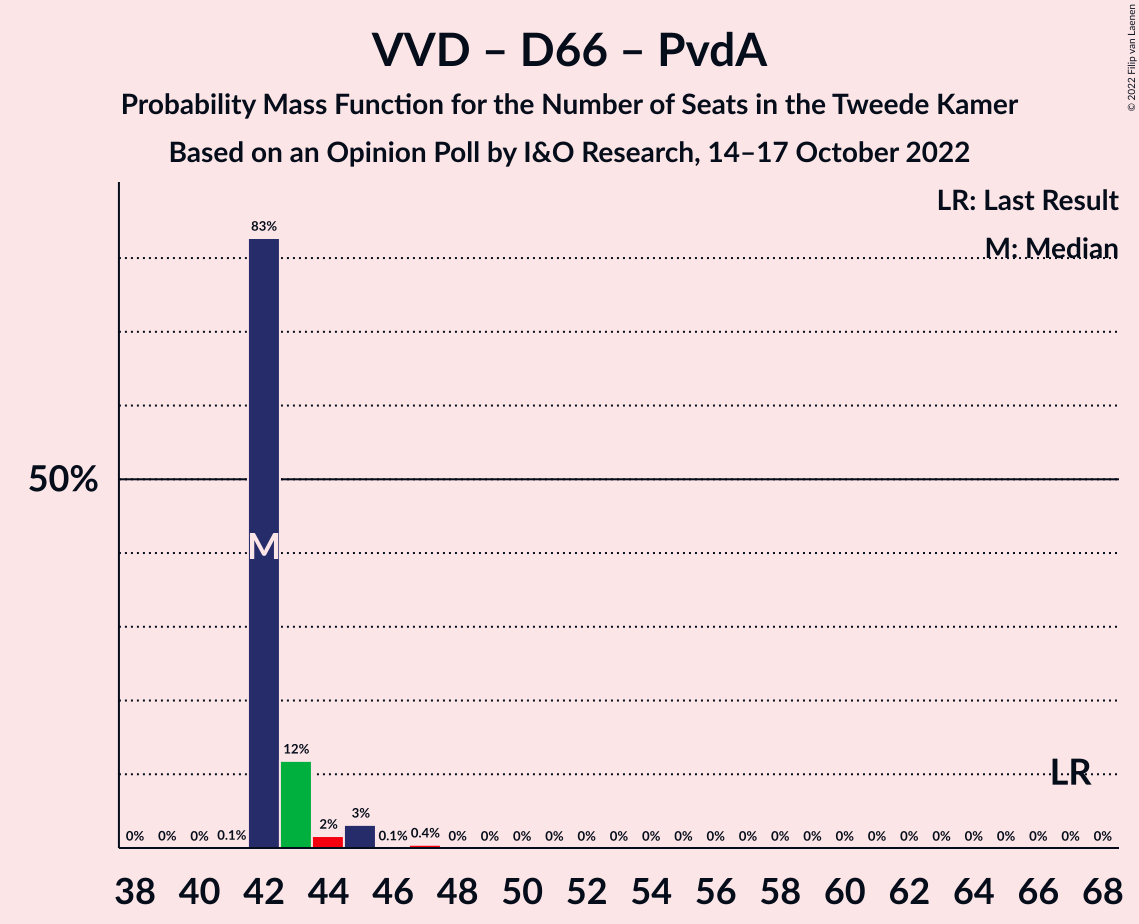 VVD – D66 – PvdA
Probability Mass Function for the Number of Seats in the Tweede Kamer
Based on an Opinion Poll by I&O Research, 14–17 October 2022
© 2022 Filip van Laenen
LR: Last Result
M: Median
83%
50%
M
12%
LR
0% 0% 0% 0.1% 2% 3% 0.1% 0.4% 0% 0% 0% 0% 0% 0% 0% 0% 0% 0% 0% 0% 0% 0% 0% 0% 0% 0% 0% 0% 0%
38 40 42 44 46 48 50 52 54 56 58 60 62 64 66 68